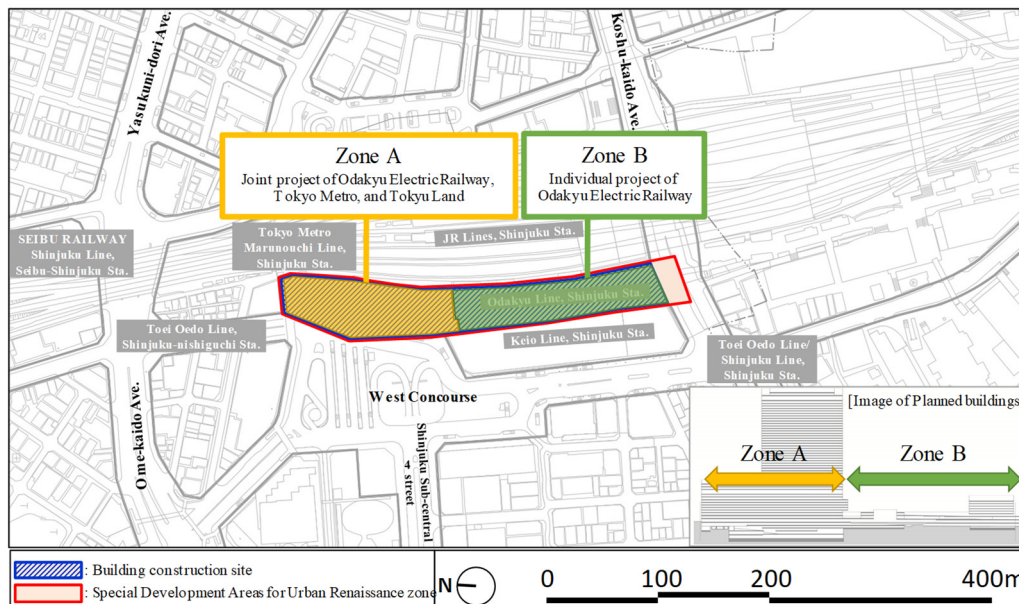 Yasukuni-dori Ave.
Koshu-kaido Ave.
Zone A
Joint project of Odakyu Electric Railway,
Tokyo Metro, and Tokyu Land
Zone B
Individual project of
Odakyu Electric Railway
SEIBU RAILWAY
Shinjuku Line,
Seibu-Shinjuku Sta.
Tokyo Metro
Marunouchi Line,
Shinjuku Sta.
JR Lines, Shinjuku Sta.
Odakyu Line, Shinjuku Sta.
Toei Oedo Line,
Shinjuku-nishiguchi Sta.
Keio Line, Shinjuku Sta.
Toei Oedo Line/
Shinjuku Line,
Shinjuku Sta.
Ome-kaido Ave.
West Concourse
Shinjuku Sub-central
4 street
[Image of Planned buildings]
Zone A
Zone B
: Building construction site
: Special Development Areas for Urban Renaissance zone
N
0 100 200 400m